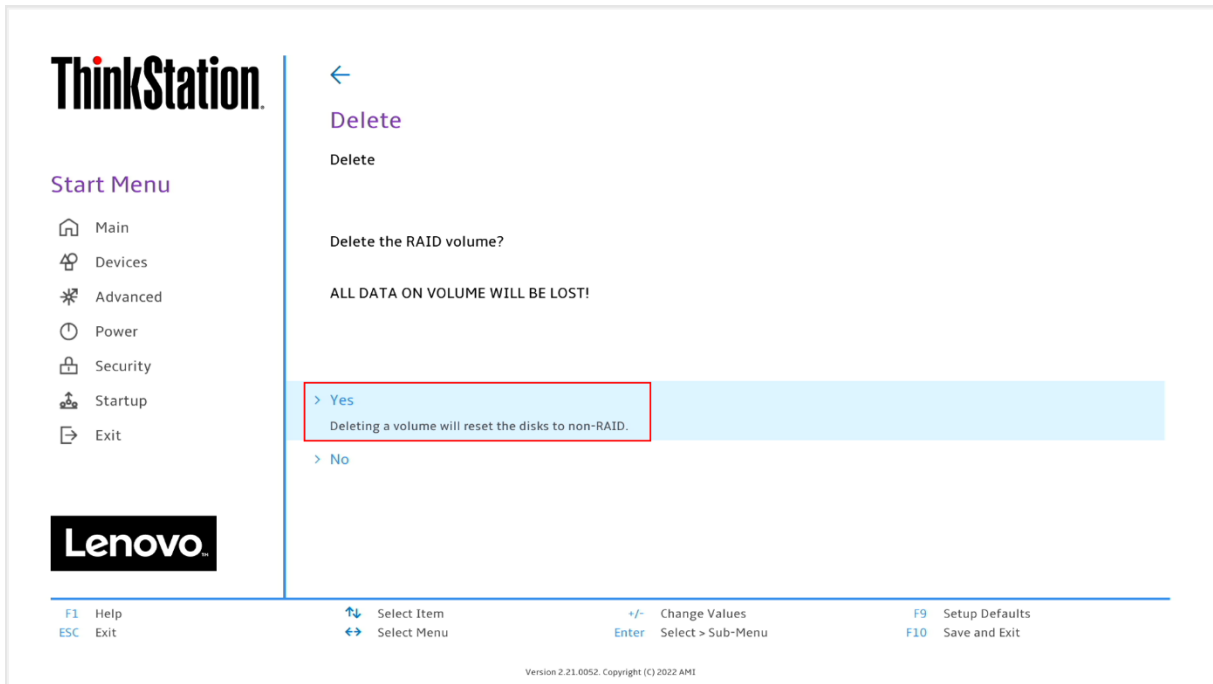 ThinkStation.
Start Menu
Main
Devices
Advanced
Power
Security
Startup
Exit
Lenovo™
←
Delete
Delete
Delete the RAID volume?
ALL DATA ON VOLUME WILL BE LOST!
> Yes
Deleting a volume will reset the disks to non-RAID.
> No
F1 Help
ESC Exit
↑↓ Select Item
↔ Select Menu
+/- Change Values
Enter Select > Sub-Menu
F9 Setup Defaults
F10 Save and Exit
Version 2.21.0052. Copyright (C) 2022 AMI